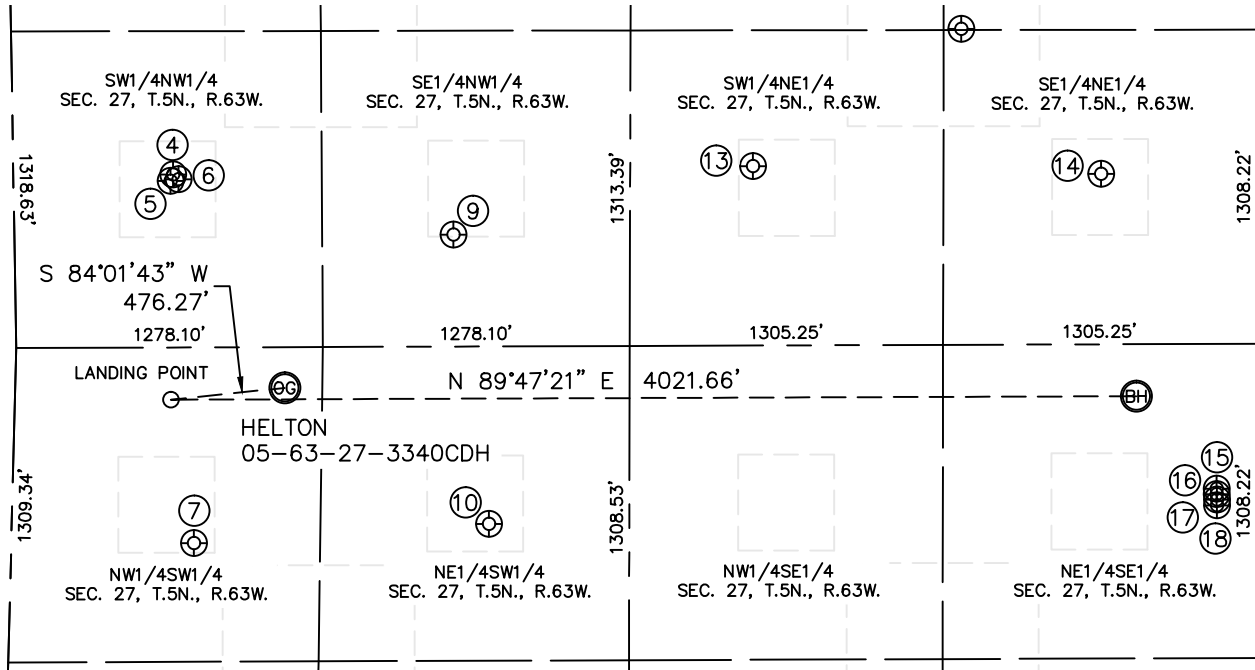 SW1/4NW1/4
SEC. 27, T.5N., R.63W.
SE1/4NW1/4
SEC. 27, T.5N., R.63W.
SW1/4NE1/4
SEC. 27, T.5N., R.63W.
SE1/4NE1/4
SEC. 27, T.5N., R.63W.
4
5
6
9
13
14
1318.63'
1313.39'
1308.22'
S 84°01'43" W
476.27'
1278.10'
1278.10'
1305.25'
1305.25'
LANDING POINT
OG
N 89°47'21" E 4021.66'
BH
HELTON
05-63-27-3340CDH
7
10
15
16
17
18
1309.34'
1308.53'
1308.22'
NW1/4SW1/4
SEC. 27, T.5N., R.63W.
NE1/4SW1/4
SEC. 27, T.5N., R.63W.
NW1/4SE1/4
SEC. 27, T.5N., R.63W.
NE1/4SE1/4
SEC. 27, T.5N., R.63W.